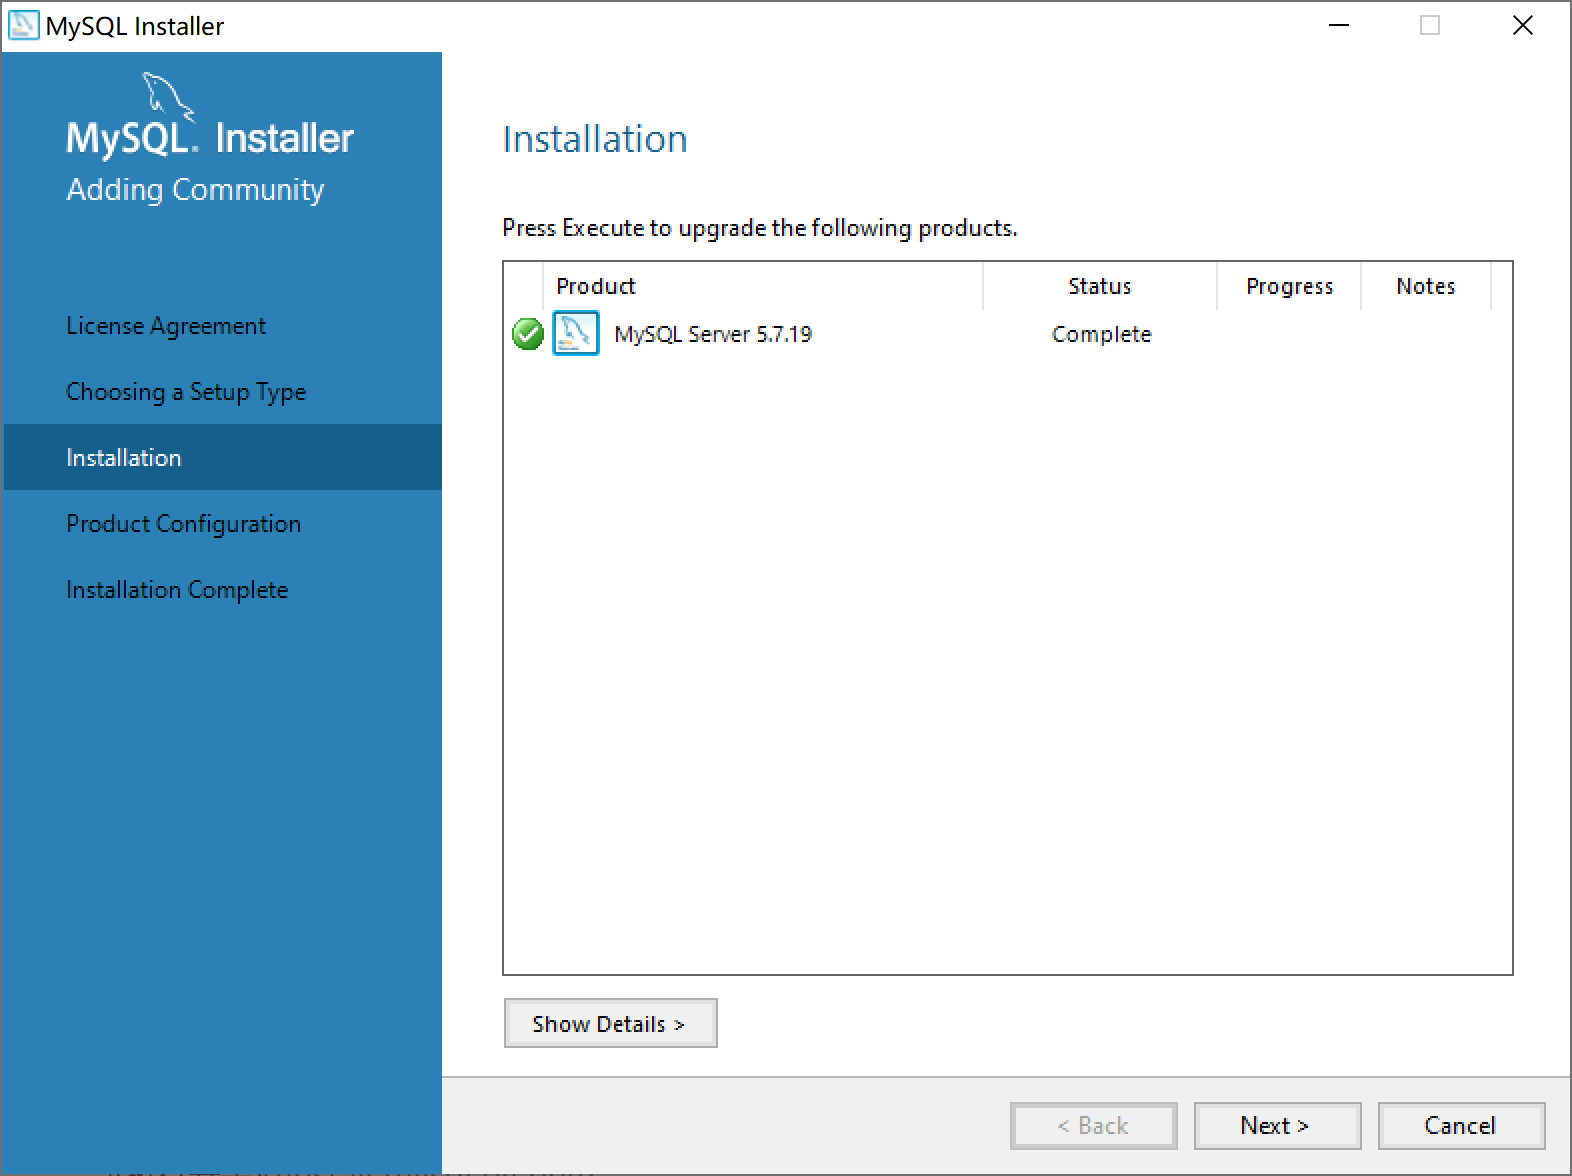 MySQL Installer
MySQL. Installer
Adding Community
License Agreement
Choosing a Setup Type
Installation
Product Configuration
Installation Complete
Installation
Press Execute to upgrade the following products.
Product Status Progress Notes
MySQL Server 5.7.19 Complete
Show Details >
< Back Next > Cancel